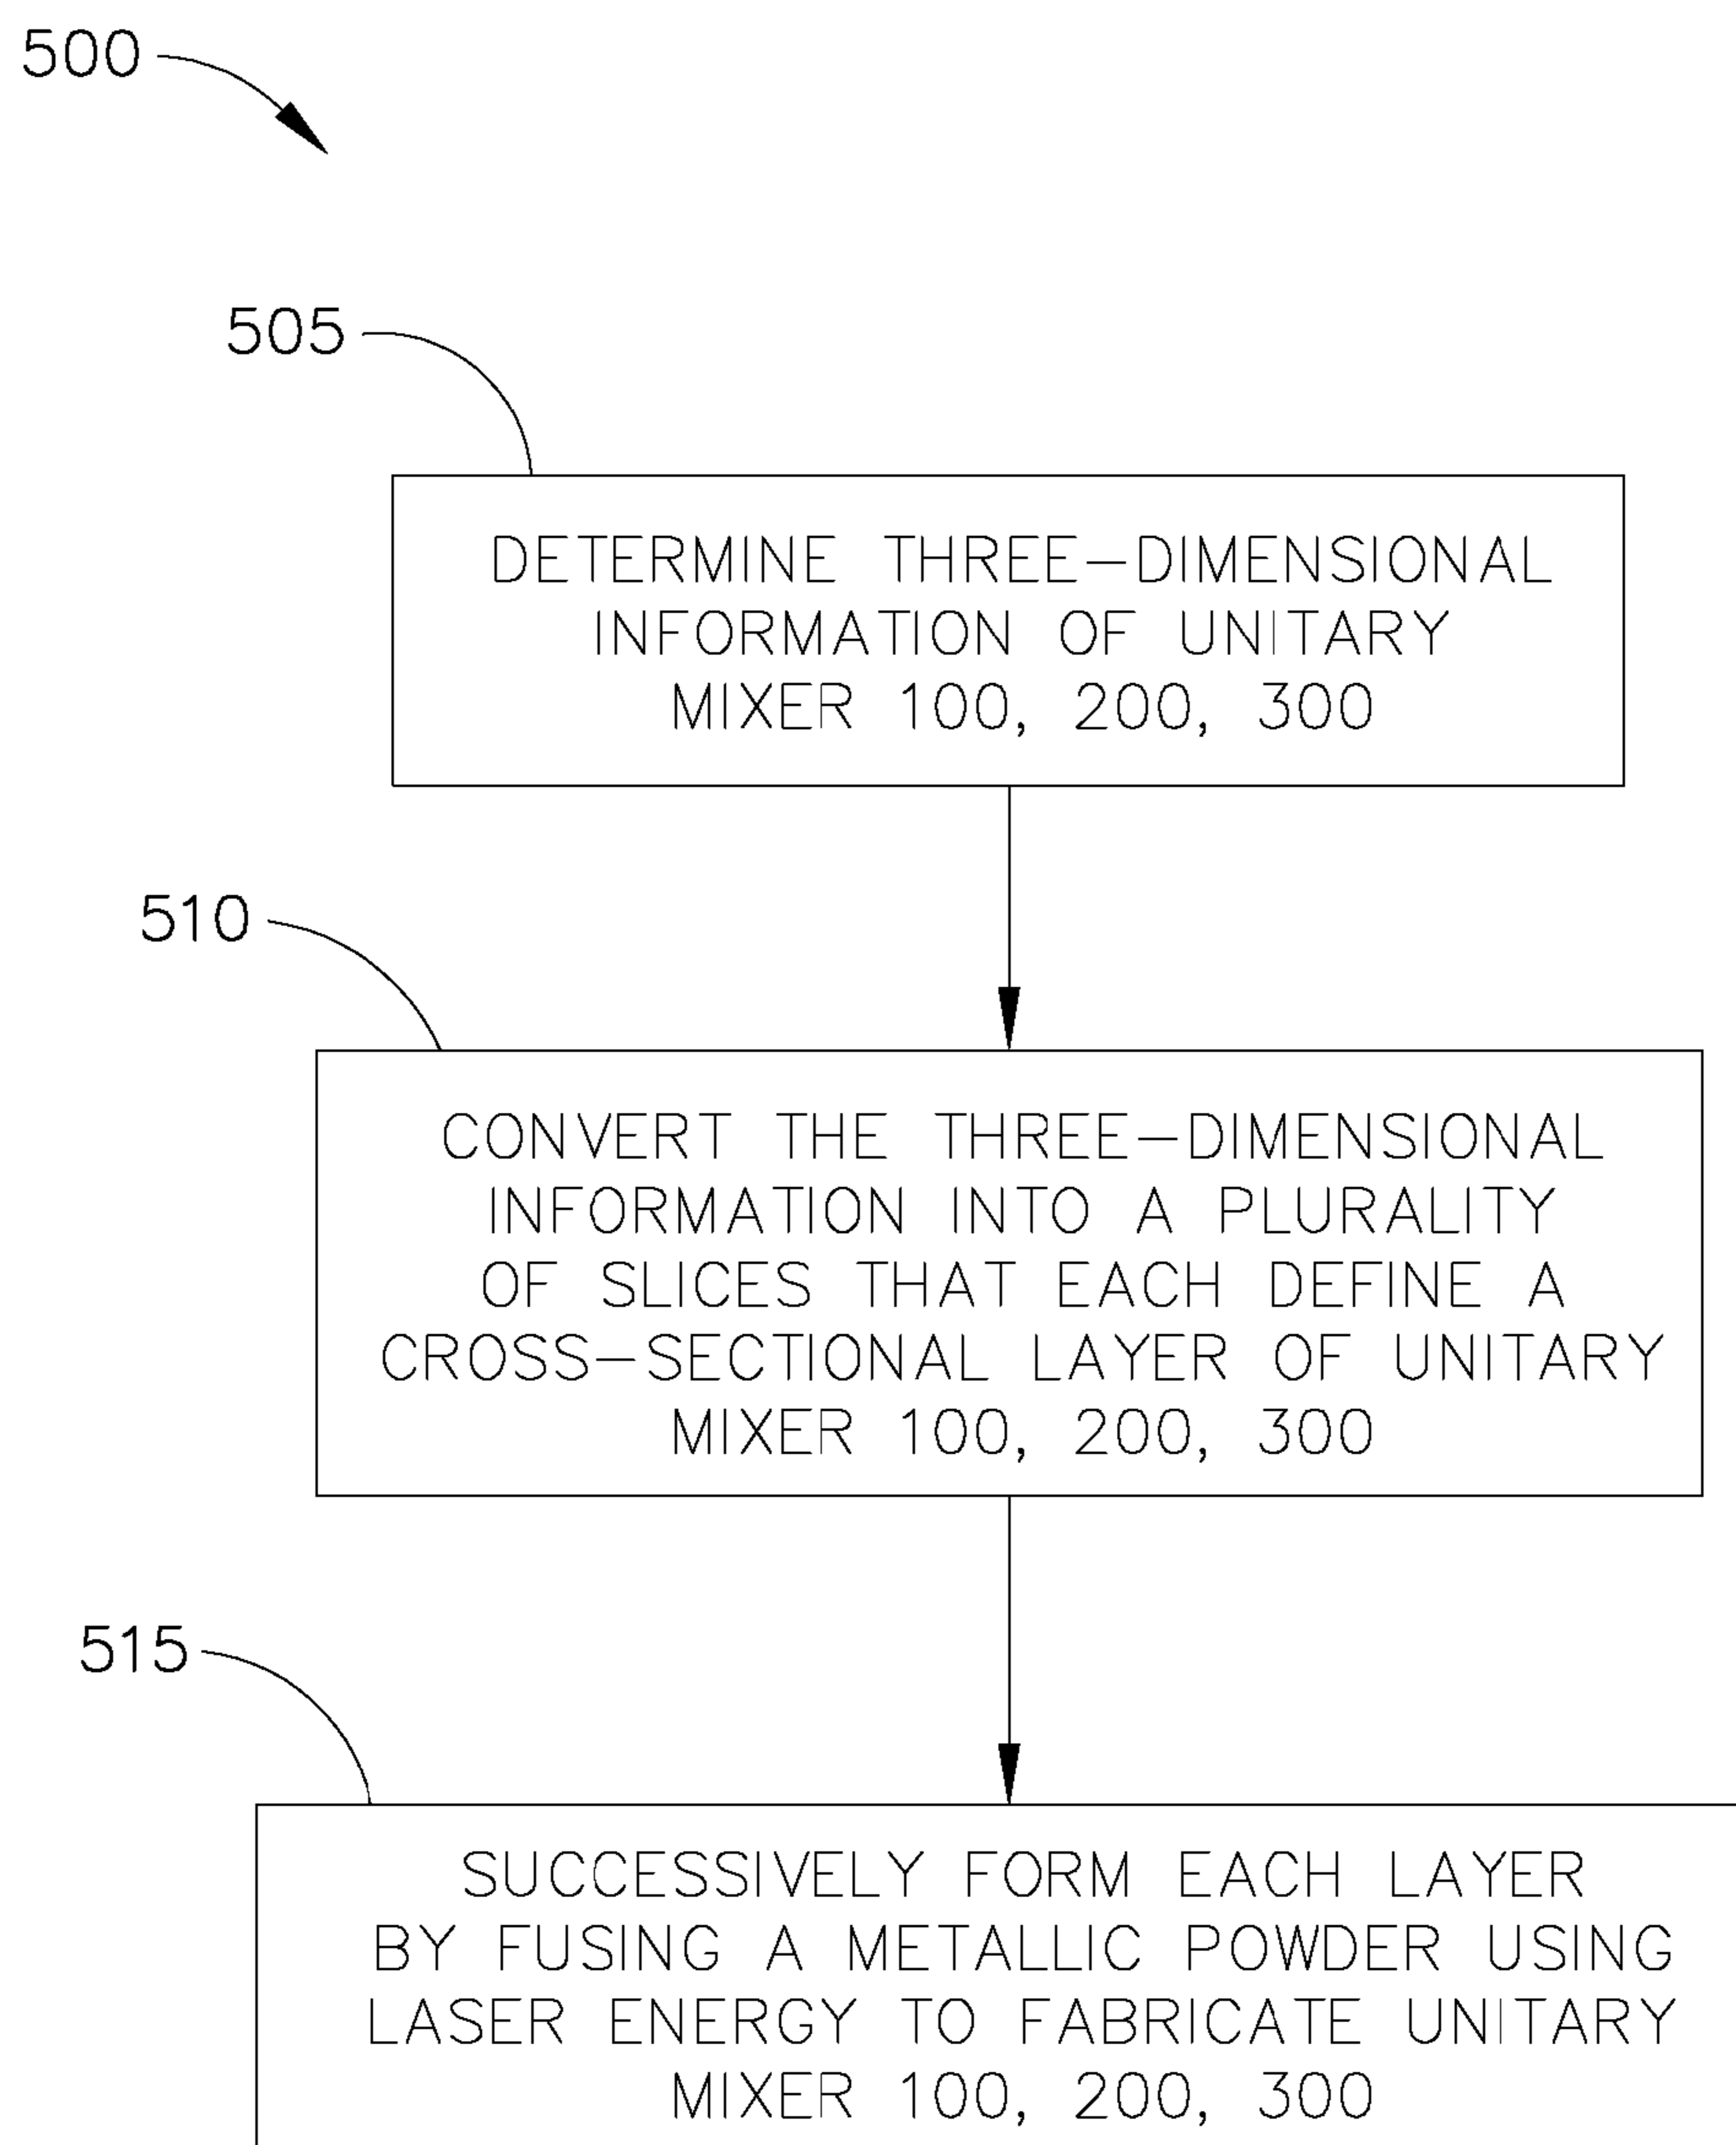 500
505
DETERMINE THREE-DIMENSIONAL
INFORMATION OF UNITARY
MIXER 100, 200, 300
510
CONVERT THE THREE-DIMENSIONAL
INFORMATION INTO A PLURALITY
OF SLICES THAT EACH DEFINE A
CROSS-SECTIONAL LAYER OF UNITARY
MIXER 100, 200, 300
515
SUCCESSIVELY FORM EACH LAYER
BY FUSING A METALLIC POWDER USING
LASER ENERGY TO FABRICATE UNITARY
MIXER 100, 200, 300